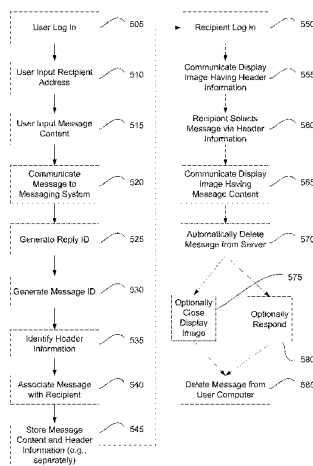 User Log In
505
User Input Recipient
Address
510
User Input Message
Content
515
Communicate
Message to
Messaging System
520
Generate Reply ID
525
Generate Message ID
530
Identify Header
Information
535
Associate Message
with Recipient
540
Store Message
Content and Header
Information (e.g.,
separately)
545
Recipient Log In
550
Communicate Display
Image Having Header
Information
555
Recipient Selects
Message via Header
Information
560
Communicate Display
Image Having
Message Content
565
Automatically Delete
Message from Server
570
575
Optionally
Close
Display
Image
Optionally
Respond
580
Delete Message from
User Computer
585